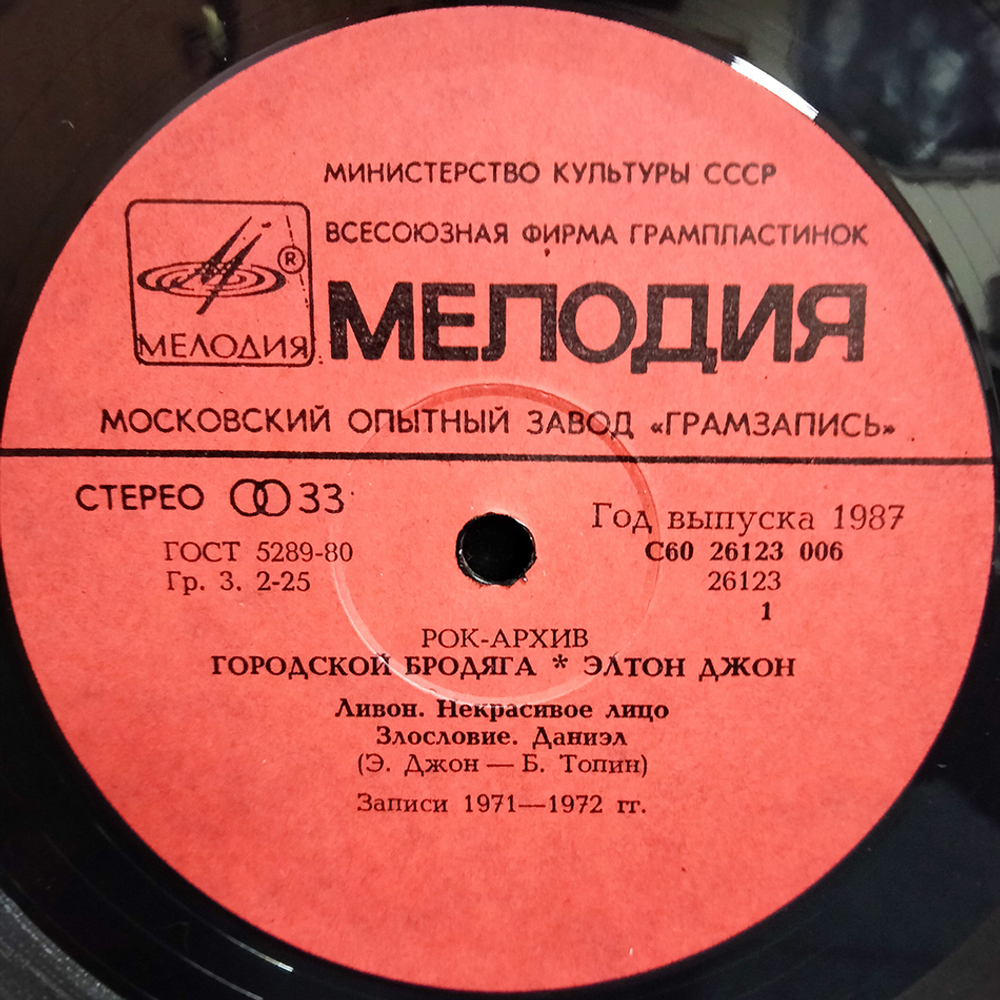 МИНИСТЕРСТВО КУЛЬТУРЫ СССР
ВСЕСОЮЗНАЯ ФИРМА ГРАМПЛАСТИНОК
®
МЕЛОДИЯ
МЕЛОДИЯ
МОСКОВСКИЙ ОПЫТНЫЙ ЗАВОД «ГРАМЗАПИСЬ»
СТЕРЕО 33
Год выпуска 1987
ГОСТ 5289-80
С60 26123 006
Гр. 3. 2-25
26123
1
РОК-АРХИВ
ГОРОДСКОЙ БРОДЯГА * ЭЛТОН ДЖОН
Ливон. Некрасивое лицо
Злословие. Даниэл
(Э. Джон — Б. Топин)
Записи 1971—1972 гг.